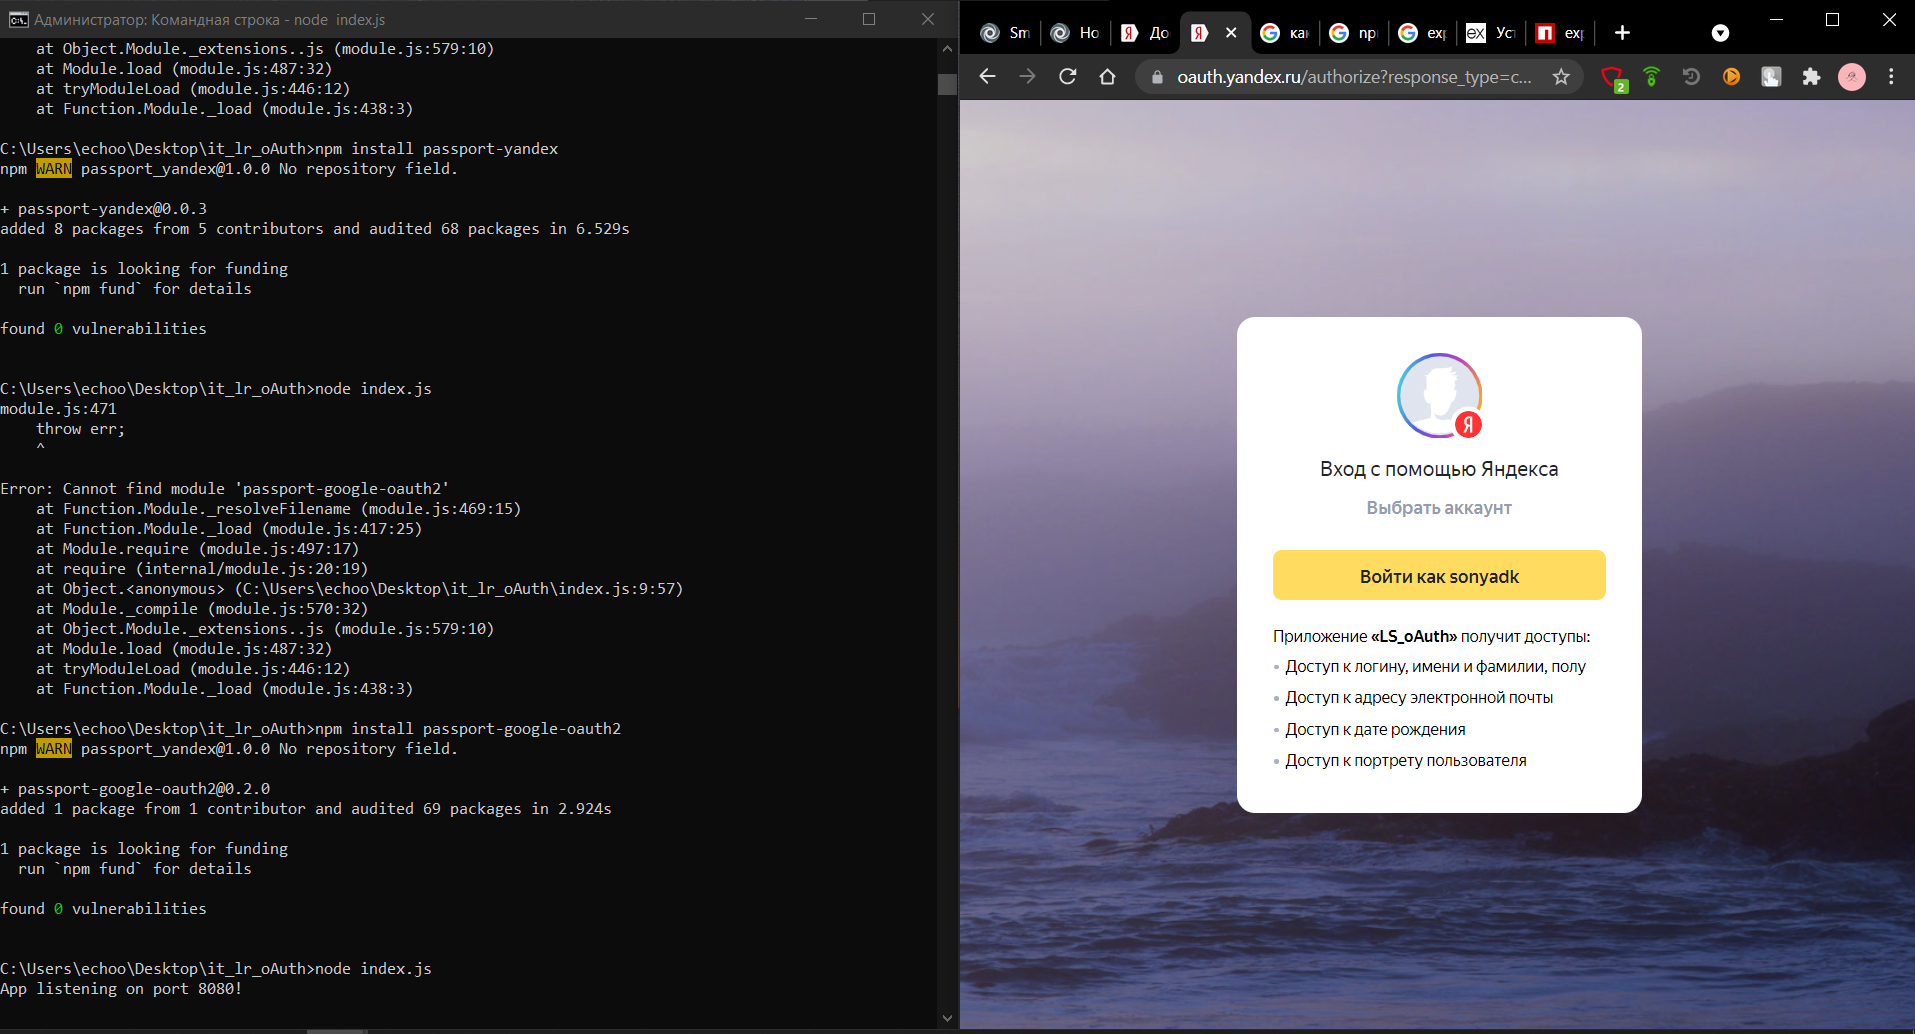 Администратор: Командная строка - node  index.js
    at Object.Module._extensions..js (module.js:579:10)
    at Module.load (module.js:487:32)
    at tryModuleLoad (module.js:446:12)
    at Function.Module._load (module.js:438:3)
C:\Users\echoo\Desktop\it_lr_oAuth>npm install passport-yandex
npm WARN passport_yandex@1.0.0 No repository field.
+ passport-yandex@0.0.3
added 8 packages from 5 contributors and audited 68 packages in 6.529s
1 package is looking for funding
  run `npm fund` for details
found 0 vulnerabilities
C:\Users\echoo\Desktop\it_lr_oAuth>node index.js
module.js:471
    throw err;
    ^
Error: Cannot find module 'passport-google-oauth2'
    at Function.Module._resolveFilename (module.js:469:15)
    at Function.Module._load (module.js:417:25)
    at Module.require (module.js:497:17)
    at require (internal/module.js:20:19)
    at Object.<anonymous> (C:\Users\echoo\Desktop\it_lr_oAuth\index.js:9:57)
    at Module._compile (module.js:570:32)
    at Object.Module._extensions..js (module.js:579:10)
    at Module.load (module.js:487:32)
    at tryModuleLoad (module.js:446:12)
    at Function.Module._load (module.js:438:3)
C:\Users\echoo\Desktop\it_lr_oAuth>npm install passport-google-oauth2
npm WARN passport_yandex@1.0.0 No repository field.
+ passport-google-oauth2@0.2.0
added 1 package from 1 contributor and audited 69 packages in 2.924s
1 package is looking for funding
  run `npm fund` for details
found 0 vulnerabilities
C:\Users\echoo\Desktop\it_lr_oAuth>node index.js
App listening on port 8080!
Sm Но Я До Я ка np ex Ус ex
oauth.yandex.ru/authorize?response_type=c...
2
Я
Вход с помощью Яндекса
Выбрать аккаунт
Войти как sonyadk
Приложение «LS_oAuth» получит доступы:
• Доступ к логину, имени и фамилии, полу
• Доступ к адресу электронной почты
• Доступ к дате рождения
• Доступ к портрету пользователя